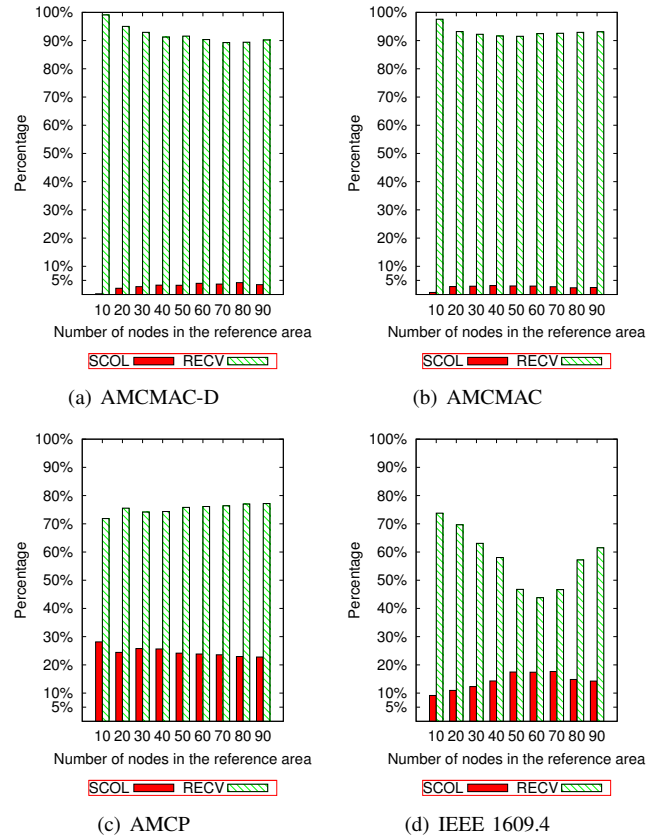 100%
90%
80%
70%
60%
50%
40%
30%
20%
10%
5%
Percentage
10 20 30 40 50 60 70 80 90
Number of nodes in the reference area
SCOL RECV
(a) AMCMAC-D
100%
90%
80%
70%
60%
50%
40%
30%
20%
10%
5%
Percentage
10 20 30 40 50 60 70 80 90
Number of nodes in the reference area
SCOL RECV
(b) AMCMAC
100%
90%
80%
70%
60%
50%
40%
30%
20%
10%
5%
Percentage
10 20 30 40 50 60 70 80 90
Number of nodes in the reference area
SCOL RECV
(c) AMCP
100%
90%
80%
70%
60%
50%
40%
30%
20%
10%
5%
Percentage
10 20 30 40 50 60 70 80 90
Number of nodes in the reference area
SCOL RECV
(d) IEEE 1609.4